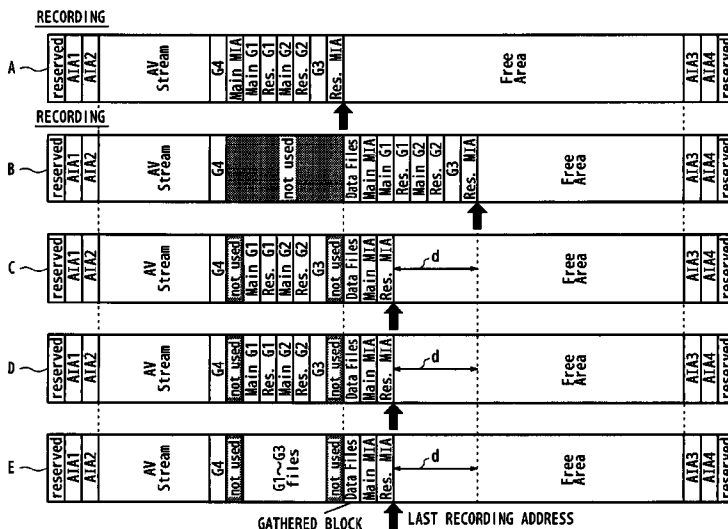 RECORDING
A
reserved
AIA1
AIA2
AV Stream
G4
Main MIA
Main G1
Res. G1
Main G2
Res. G2
G3
Res. MIA
Free Area
AIA3
AIA4
reserved
RECORDING
B
reserved
AIA1
AIA2
AV Stream
G4
not used
Data Files
Main MIA
Main G1
Res. G1
Main G2
Res. G2
G3
Res. MIA
Free Area
AIA3
AIA4
reserved
C
reserved
AIA1
AIA2
AV Stream
G4
not used
Main G1
Res. G1
Main G2
Res. G2
G3
not used
Data Files
Main MIA
Res. MIA
d
Free Area
AIA3
AIA4
reserved
D
reserved
AIA1
AIA2
AV Stream
G4
not used
Main G1
Res. G1
Main G2
Res. G2
G3
not used
Data Files
Main MIA
Res. MIA
d
Free Area
AIA3
AIA4
reserved
E
reserved
AIA1
AIA2
AV Stream
G4
not used
G1~G3 files
not used
Data Files
Main MIA
Res. MIA
d
Free Area
AIA3
AIA4
reserved
GATHERED BLOCK
LAST RECORDING ADDRESS